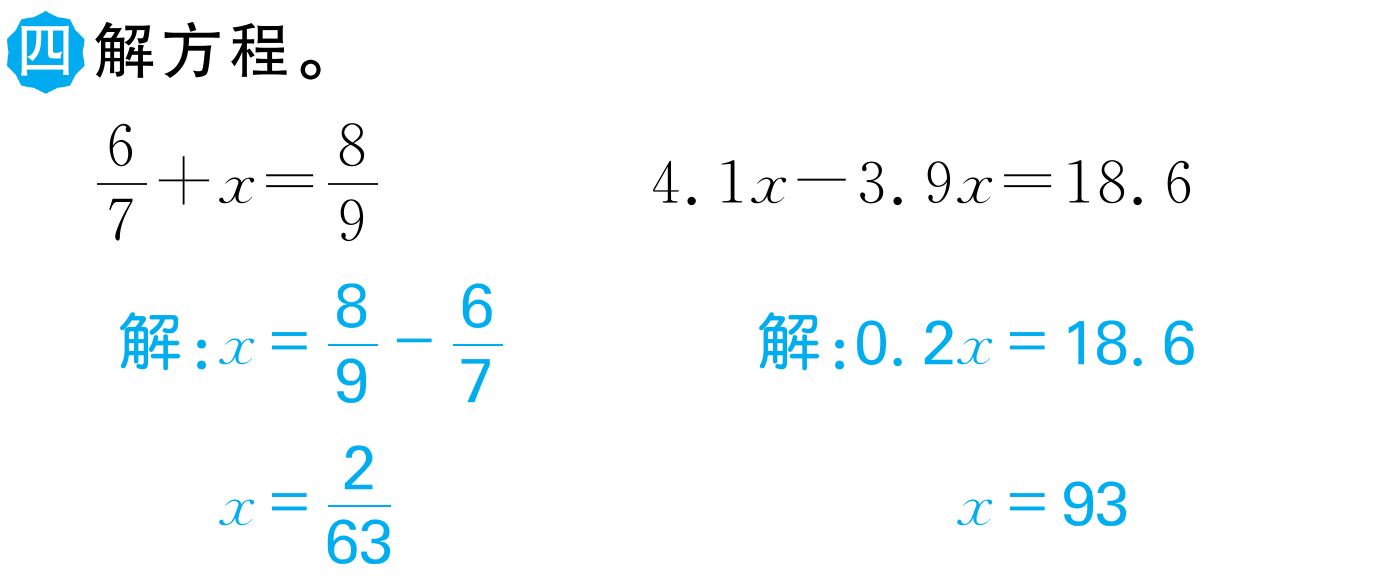 四 解方程。
6/7+x=8/9
4.1x-3.9x=18.6
解:x=8/9-6/7
解:0.2x=18.6
x=2/63
x=93